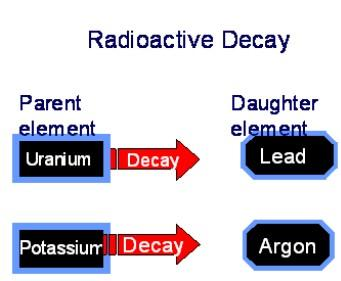 Radioactive Decay
Parent
element
Daughter
element
Uranium
Decay
Lead
Potassium
Decay
Argon